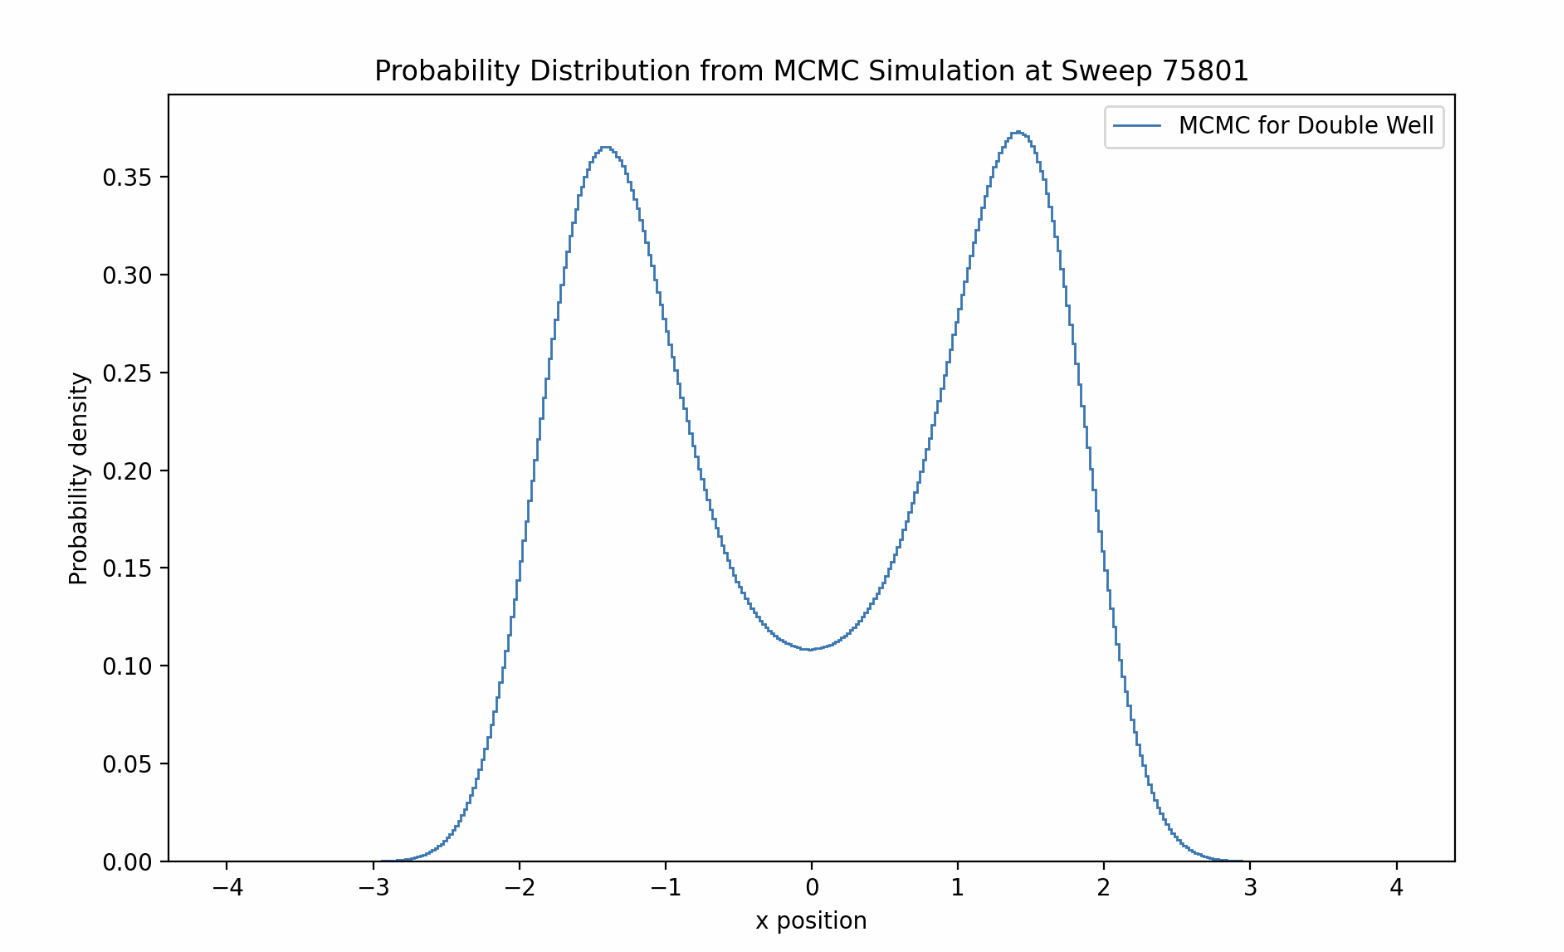 Probability Distribution from MCMC Simulation at Sweep 75801
MCMC for Double Well
0.35
0.30
0.25
0.20
0.15
0.10
0.05
0.00
Probability density
−4 −3 −2 −1 0 1 2 3 4
x position